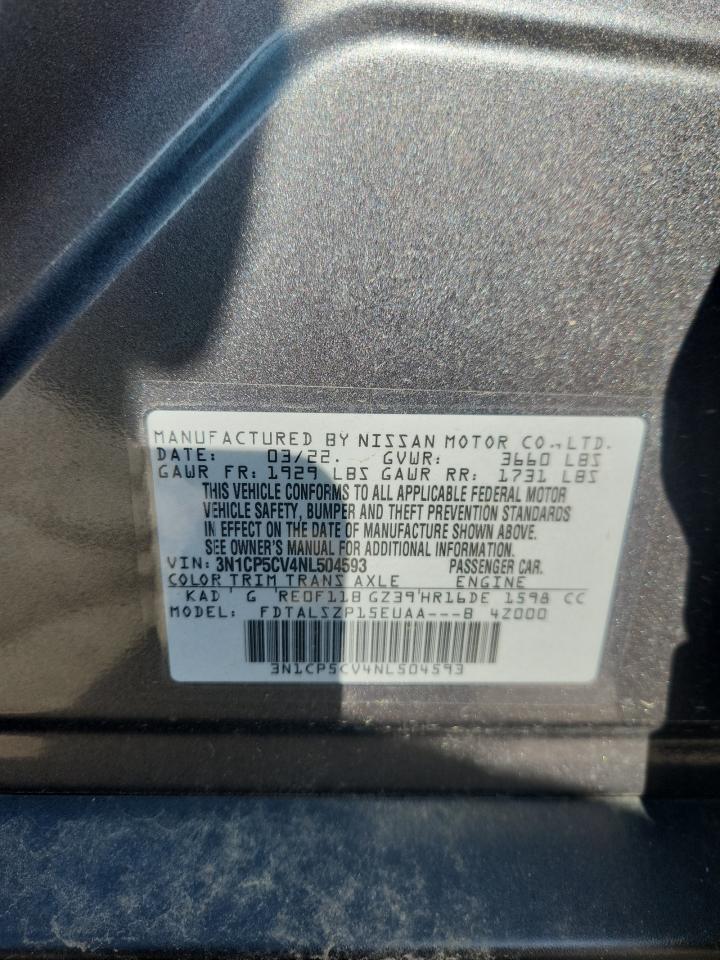 MANUFACTURED BY NISSAN MOTOR CO., LTD.
DATE: 03/22. GVWR: 3660 LBS
GAWR FR: 1929 LBS GAWR RR: 1731 LBS
THIS VEHICLE CONFORMS TO ALL APPLICABLE FEDERAL MOTOR
VEHICLE SAFETY, BUMPER AND THEFT PREVENTION STANDARDS
IN EFFECT ON THE DATE OF MANUFACTURE SHOWN ABOVE.
SEE OWNER'S MANUAL FOR ADDITIONAL INFORMATION.
VIN: 3N1CP5CV4NL504593 PASSENGER CAR.
COLOR TRIM TRANS AXLE ENGINE
KAD G RE0F11B GZ39 HR16DE 1598 CC
MODEL: FDTALSZP15EUAA---B 4Z000
3N1CP5CV4NL504593